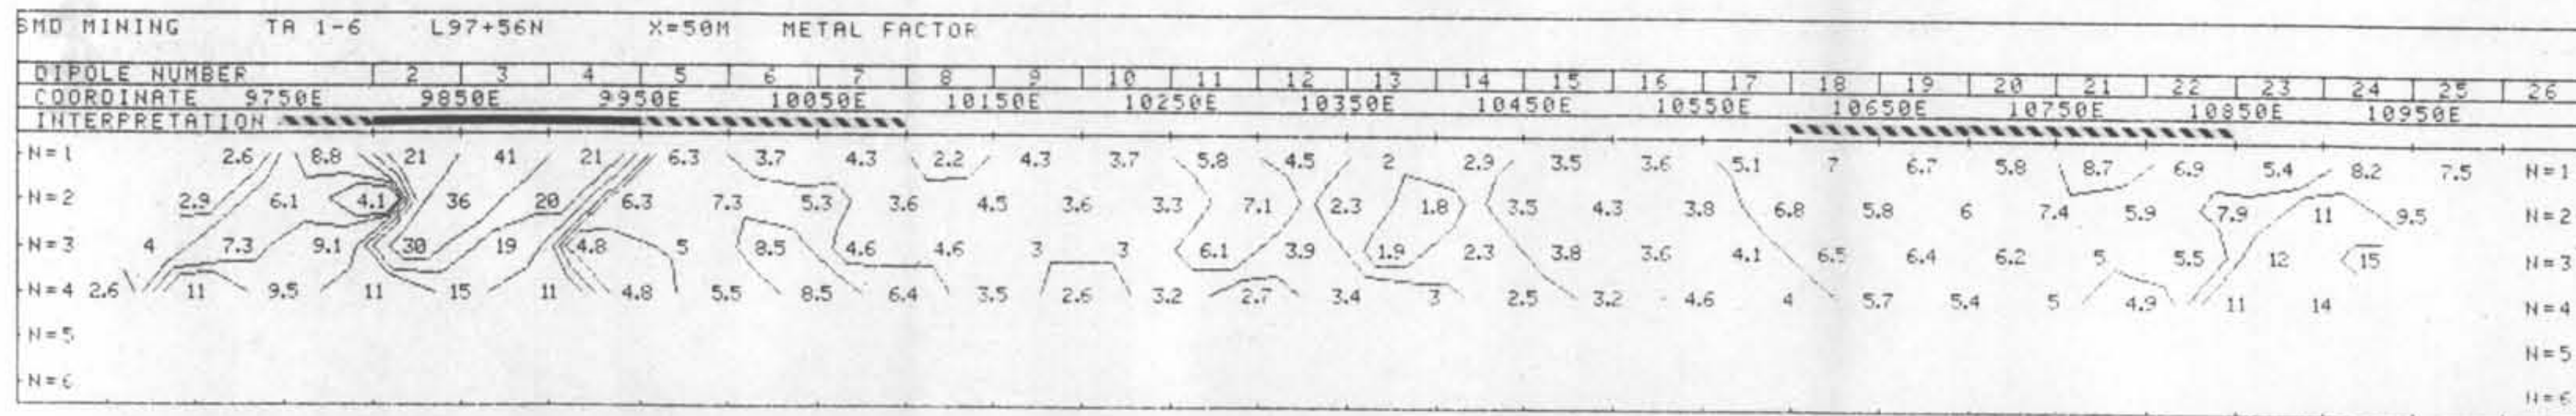 SMD MINING TA 1-6 L97+56N X=50M METAL FACTOR
DIPOLE NUMBER 2 3 4 5 6 7 8 9 10 11 12 13 14 15 16 17 18 19 20 21 22 23 24 25 26
COORDINATE 9750E 9850E 9950E 10050E 10150E 10250E 10350E 10450E 10550E 10650E 10750E 10850E 10950E
INTERPRETATION
N=1 2.6 8.8 21 41 21 6.3 3.7 4.3 2.2 4.3 3.7 5.8 4.5 2 2.9 3.5 3.6 5.1 7 6.7 5.8 8.7 6.9 5.4 8.2 7.5 N=1
N=2 2.9 6.1 4.1 36 20 6.3 7.3 5.3 3.6 4.5 3.6 3.3 7.1 2.3 1.8 3.5 4.3 3.8 6.8 5.8 6 7.4 5.9 7.9 11 9.5 N=2
N=3 4 7.3 9.1 30 19 4.8 5 8.5 4.6 4.6 3 3 6.1 3.9 1.9 2.3 3.8 3.6 4.1 6.5 6.4 6.2 5 5.5 12 15 N=3
N=4 2.6 11 9.5 11 15 11 4.8 5.5 8.5 6.4 3.5 2.6 3.2 2.7 3.4 3 2.5 3.2 4.6 4 5.7 5.4 5 4.9 11 14 N=4
N=5 N=5
N=6 N=6